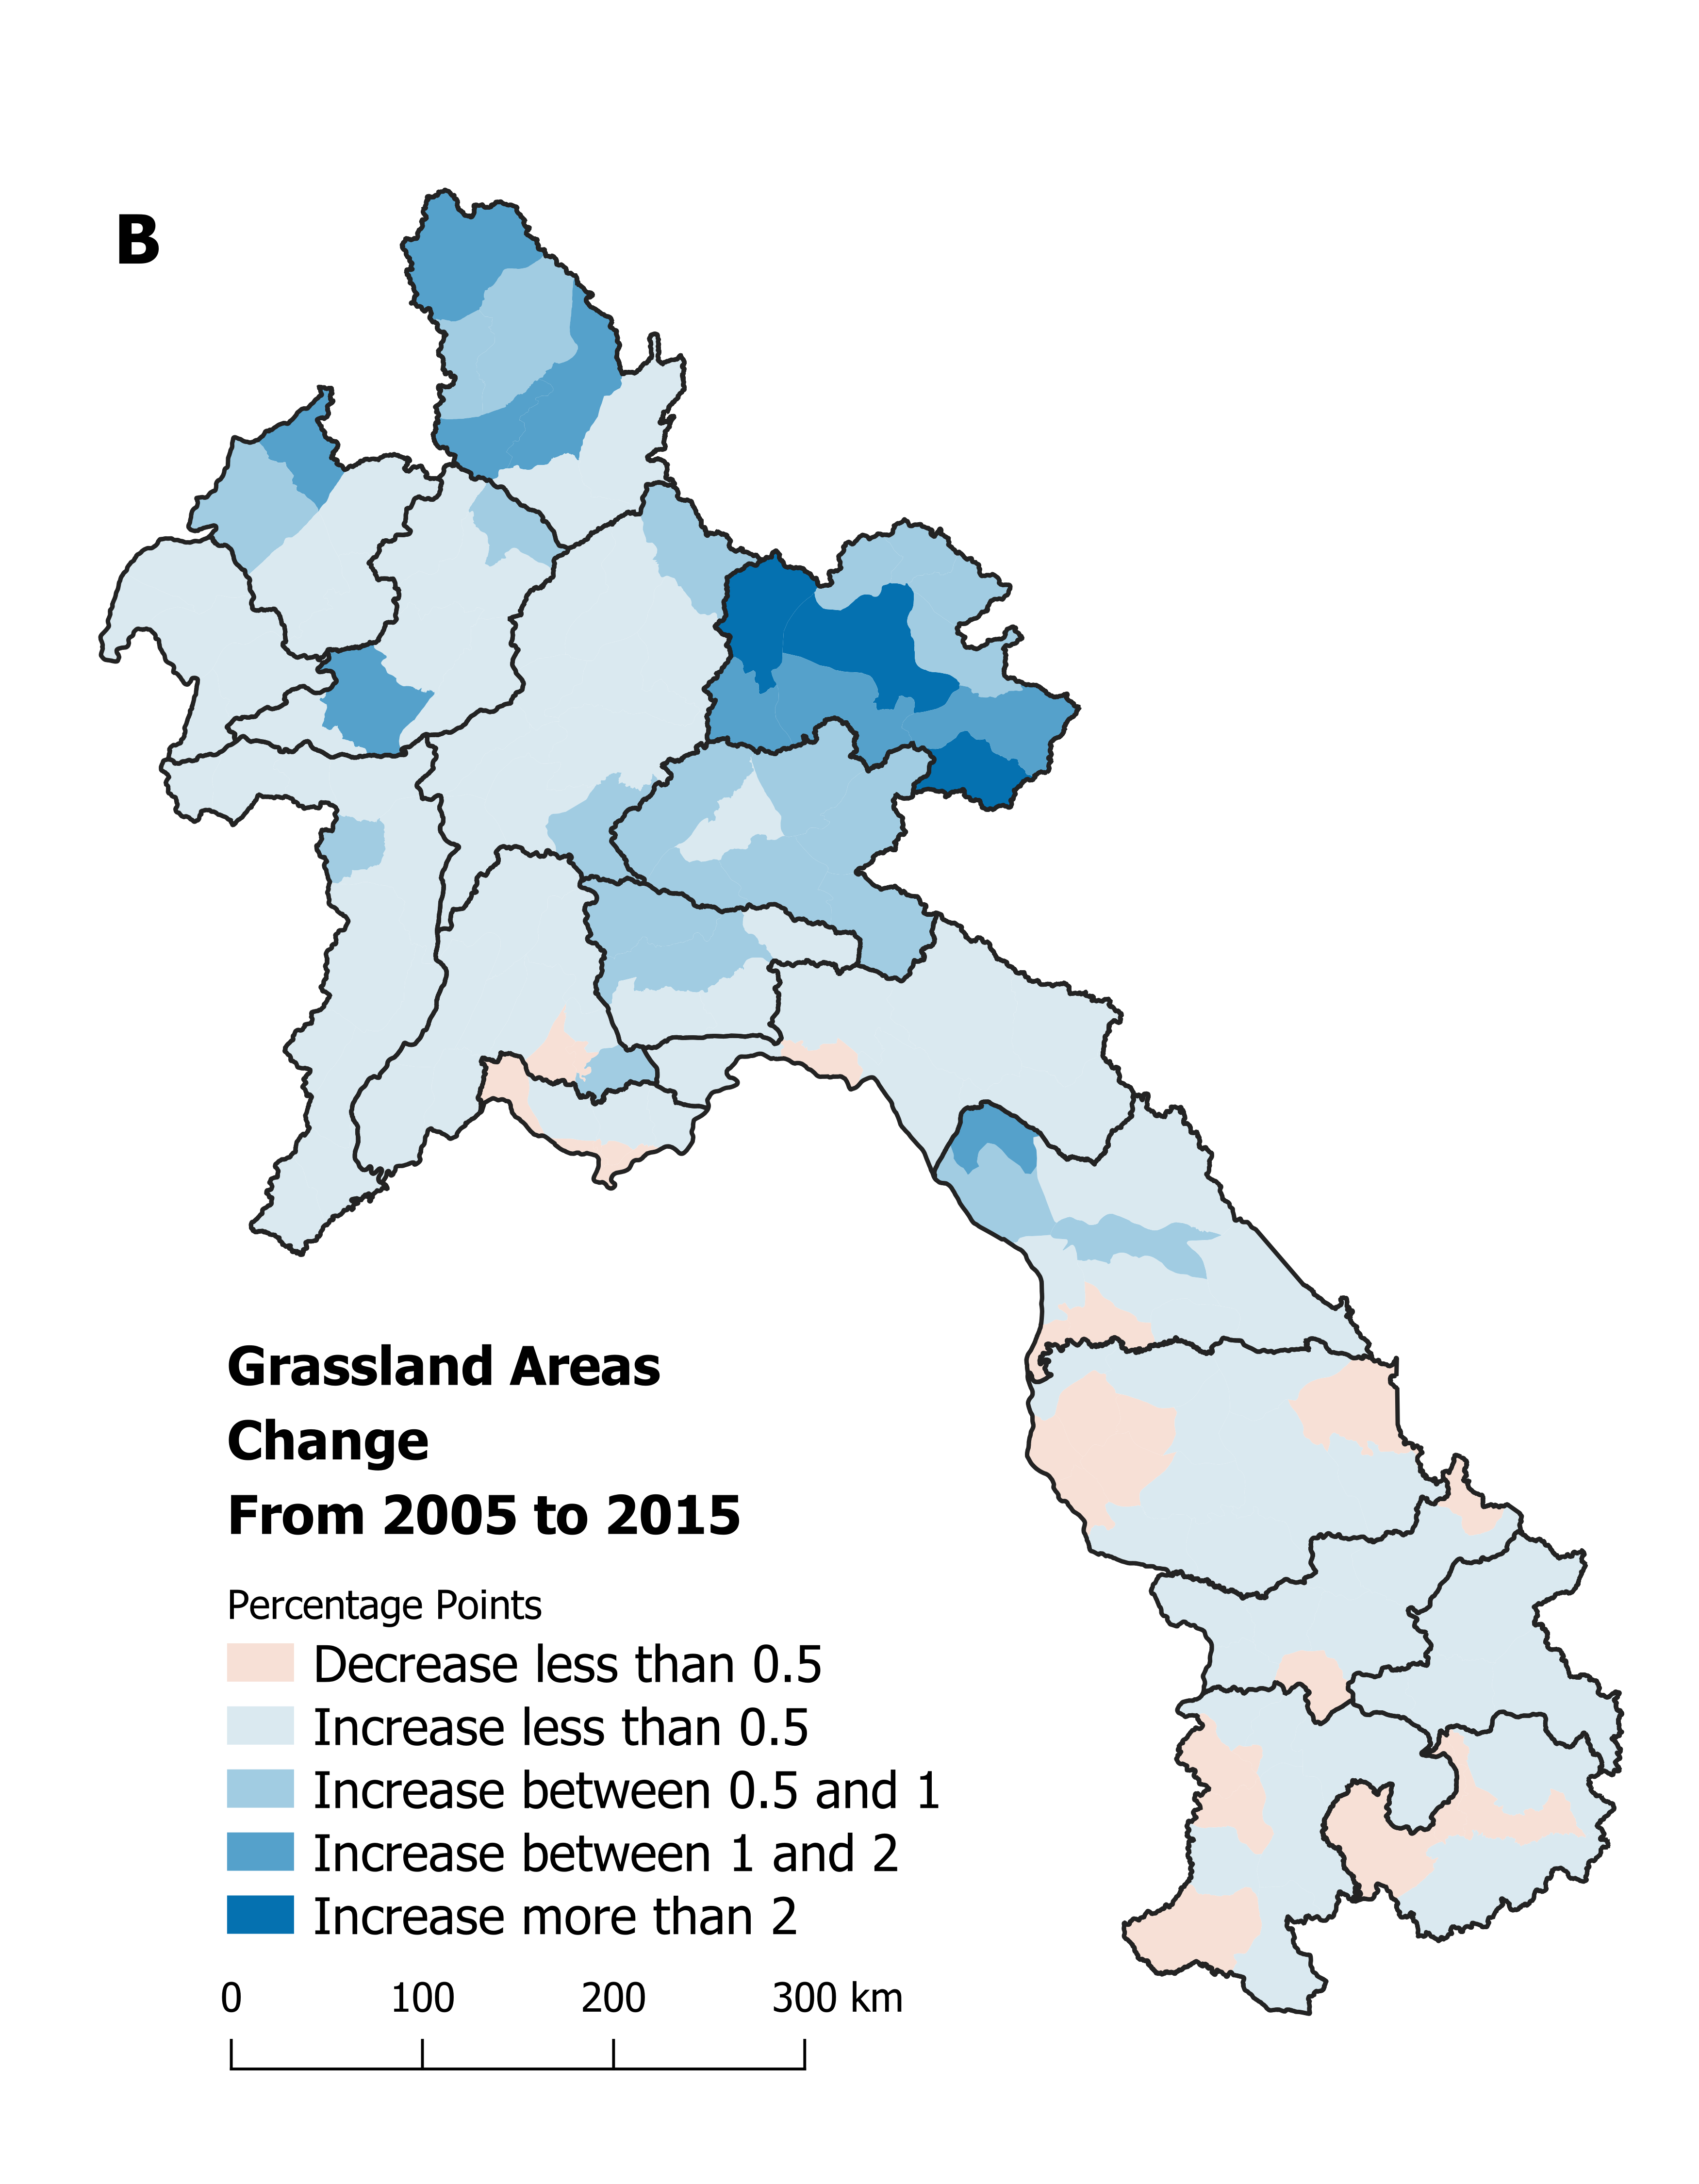 B
Grassland Areas
Change
From 2005 to 2015
Percentage Points
Decrease less than 0.5
Increase less than 0.5
Increase between 0.5 and 1
Increase between 1 and 2
Increase more than 2
0 100 200 300 km